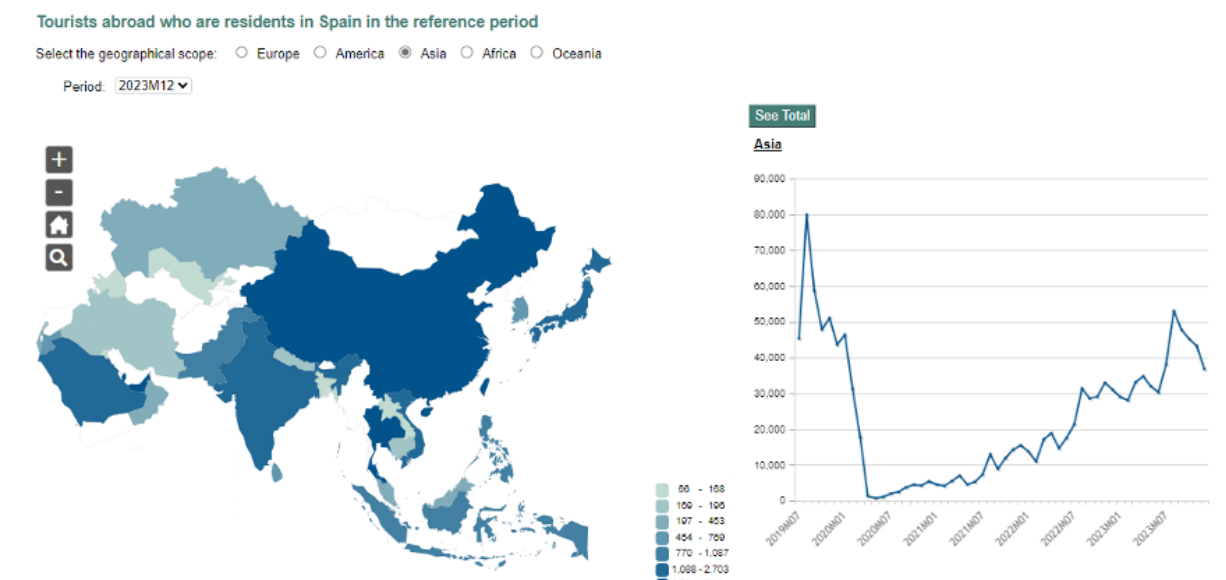 Tourists abroad who are residents in Spain in the reference period
Select the geographical scope: Europe America Asia Africa Oceania
Period: 2023M12
+
-
See Total
Asia
90,000
80,000
70,000
60,000
50,000
40,000
30,000
20,000
10,000
0
2019M07 2020M01 2020M07 2021M01 2021M07 2022M01 2022M07 2023M01 2023M07
66 - 168
169 - 196
197 - 453
454 - 769
770 - 1.087
1.088 - 2.703